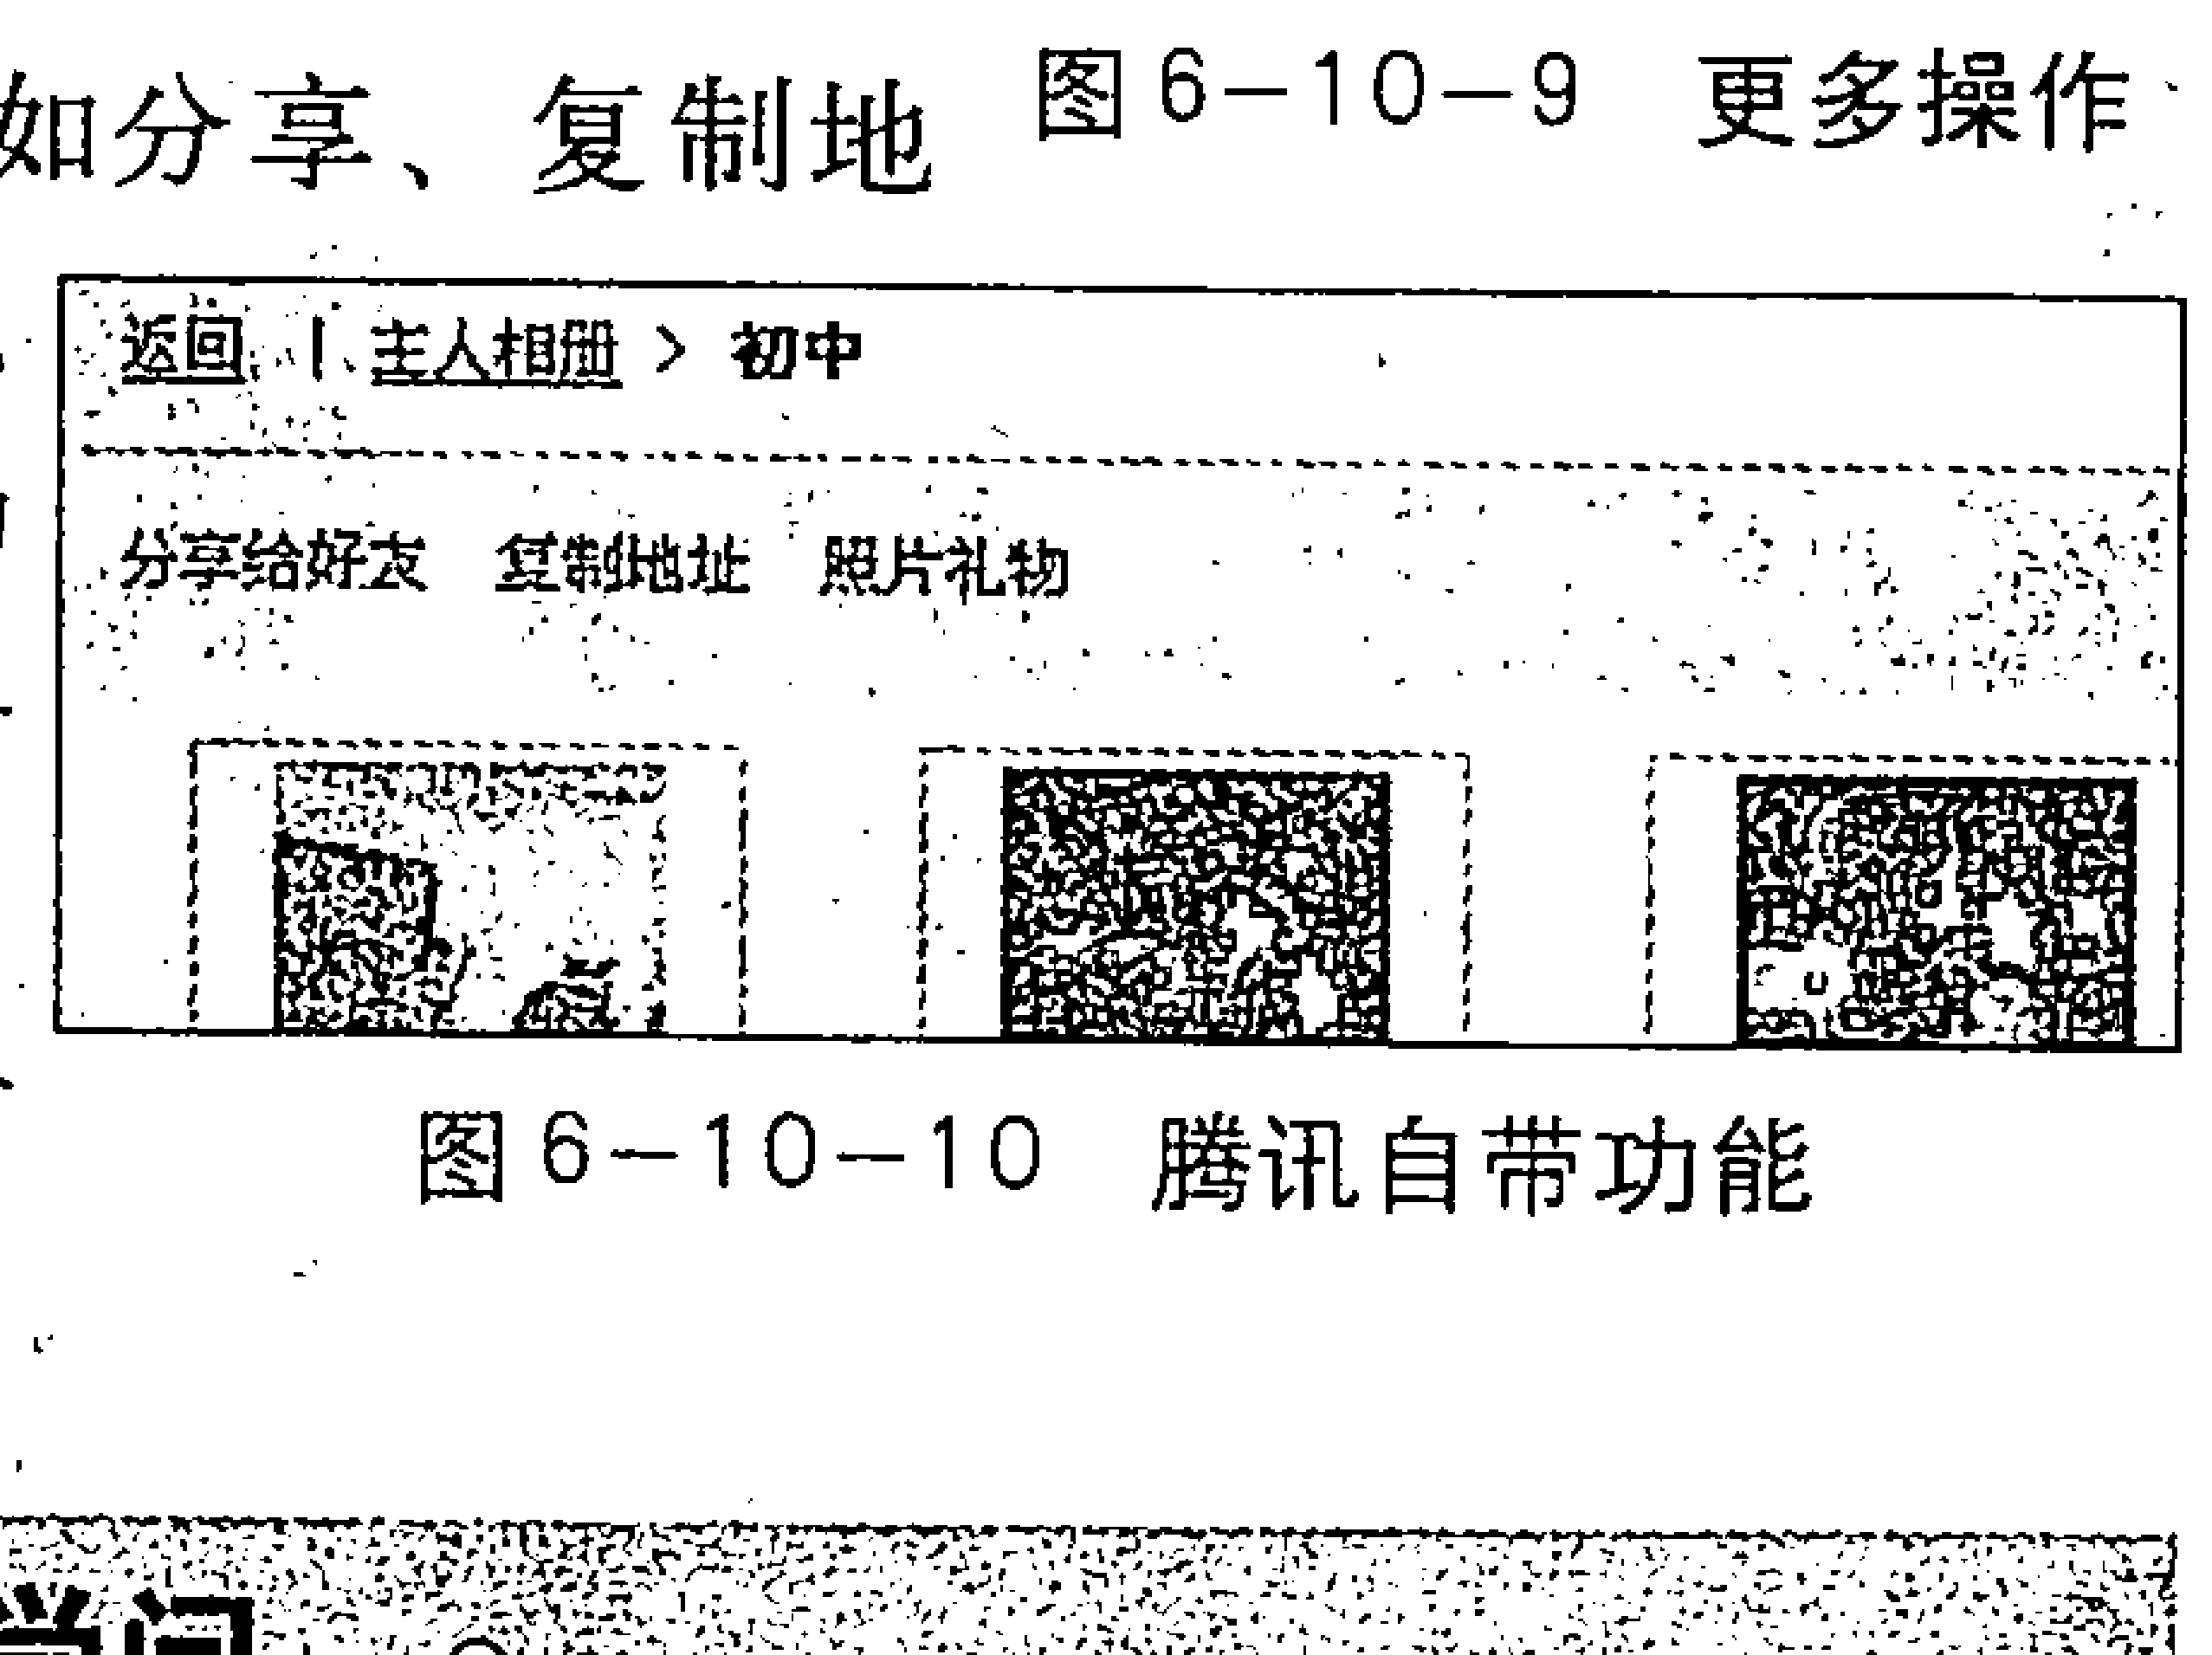 如分享、复制地
图6-10-9 更多操作
返回 | 主人相册 > 初中
分享给好友 复制地址 照片礼物
图6-10-10 腾讯自带功能